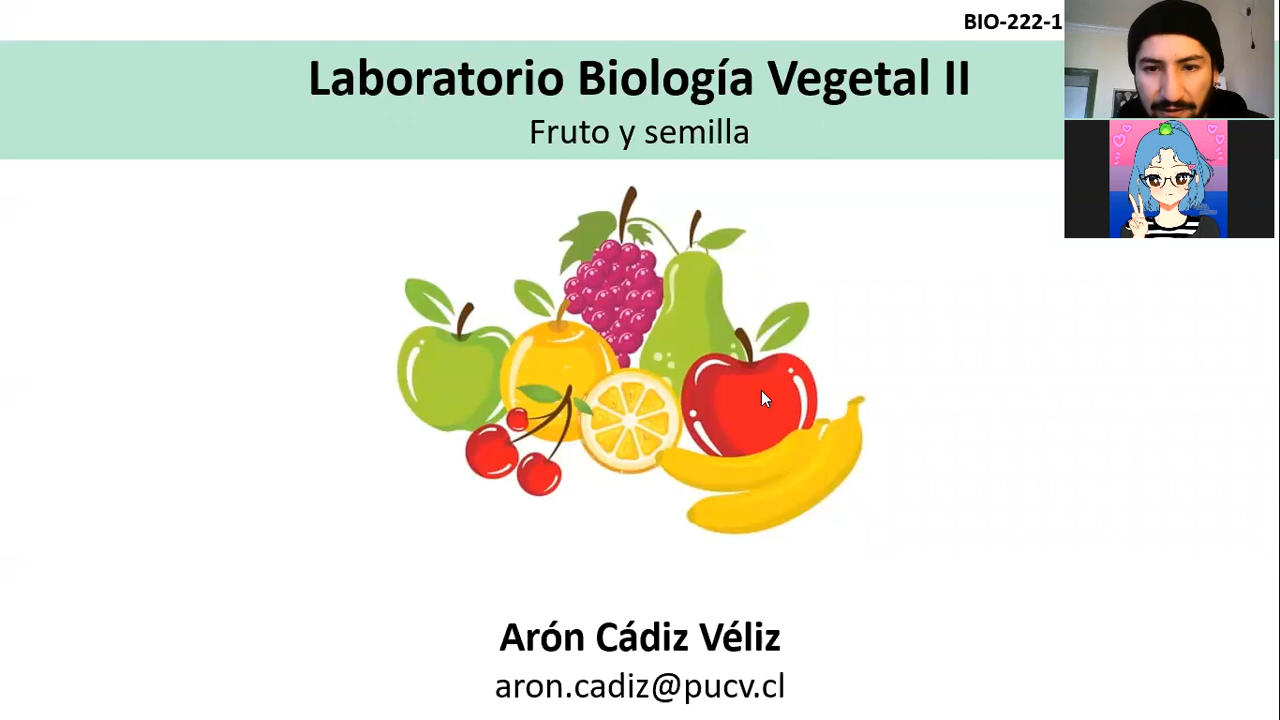 BIO-222-1
Laboratorio Biología Vegetal II
Fruto y semilla
Arón Cádiz Véliz
aron.cadiz@pucv.cl